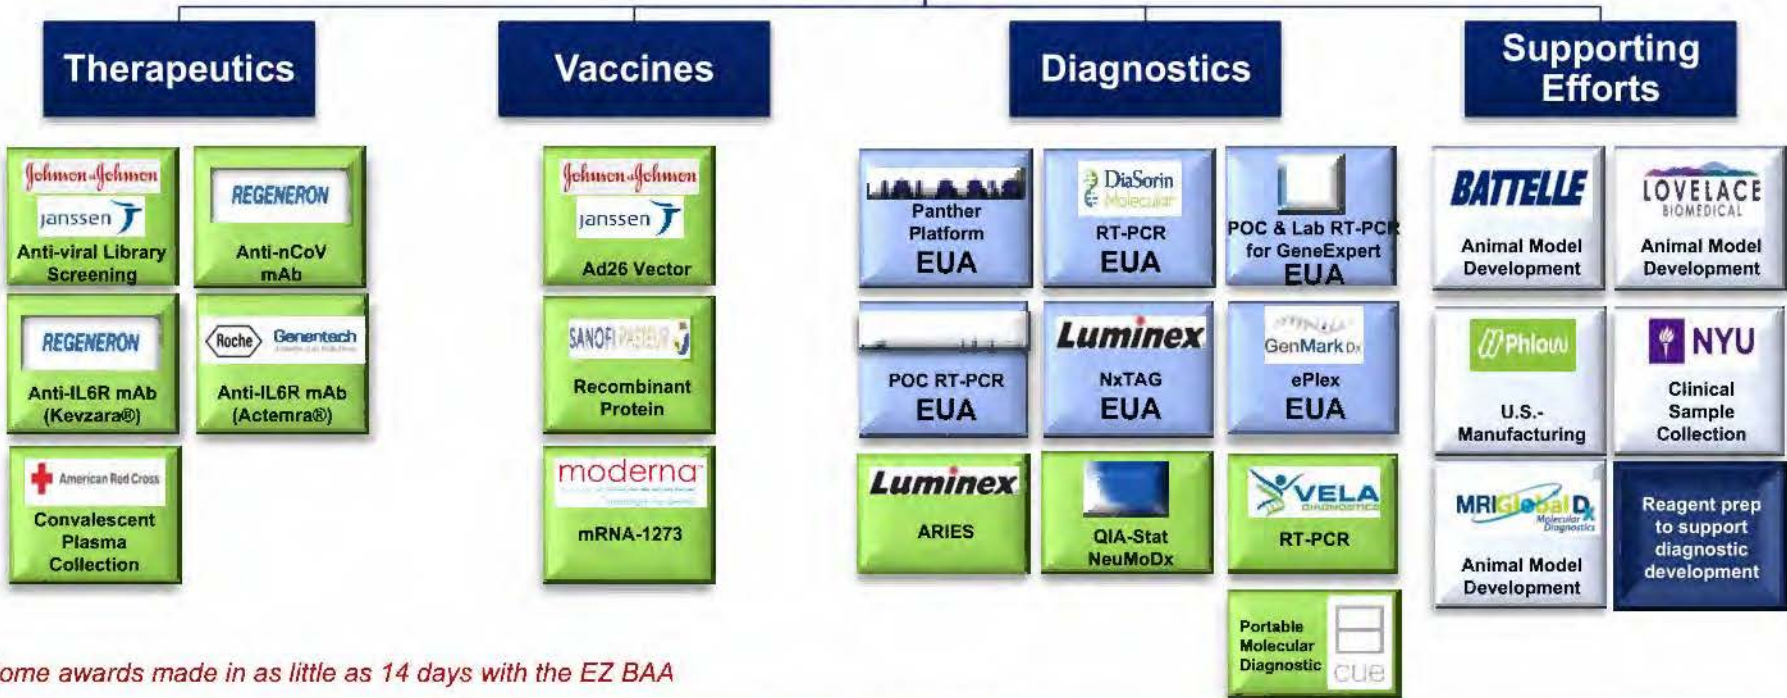 Therapeutics
Vaccines
Diagnostics
Supporting
Efforts
Johnson & Johnson
janssen
Anti-viral Library
Screening
REGENERON
Anti-nCoV
mAb
REGENERON
Anti-IL6R mAb
(Kevzara®)
Roche
Genentech
Anti-IL6R mAb
(Actemra®)
American Red Cross
Convalescent
Plasma
Collection
Johnson & Johnson
janssen
Ad26 Vector
SANOFI PASTEUR
Recombinant
Protein
moderna
mRNA-1273
Panther
Platform
EUA
DiaSorin
Molecular
RT-PCR
EUA
POC & Lab RT-PCR
for GeneExpert
EUA
POC RT-PCR
EUA
Luminex
NxTAG
EUA
GenMark Dx
ePlex
EUA
Luminex
ARIES
QIA-Stat
NeuMoDx
VELA
DIAGNOSTICS
RT-PCR
Portable
Molecular
Diagnostic
cue
BATTELLE
Animal Model
Development
LOVELACE
BIOMEDICAL
Animal Model
Development
Phlow
U.S.-
Manufacturing
NYU
Clinical
Sample
Collection
MRIGlobal Dx
Molecular
Diagnostics
Animal Model
Development
Reagent prep
to support
diagnostic
development
ome awards made in as little as 14 days with the EZ BAA